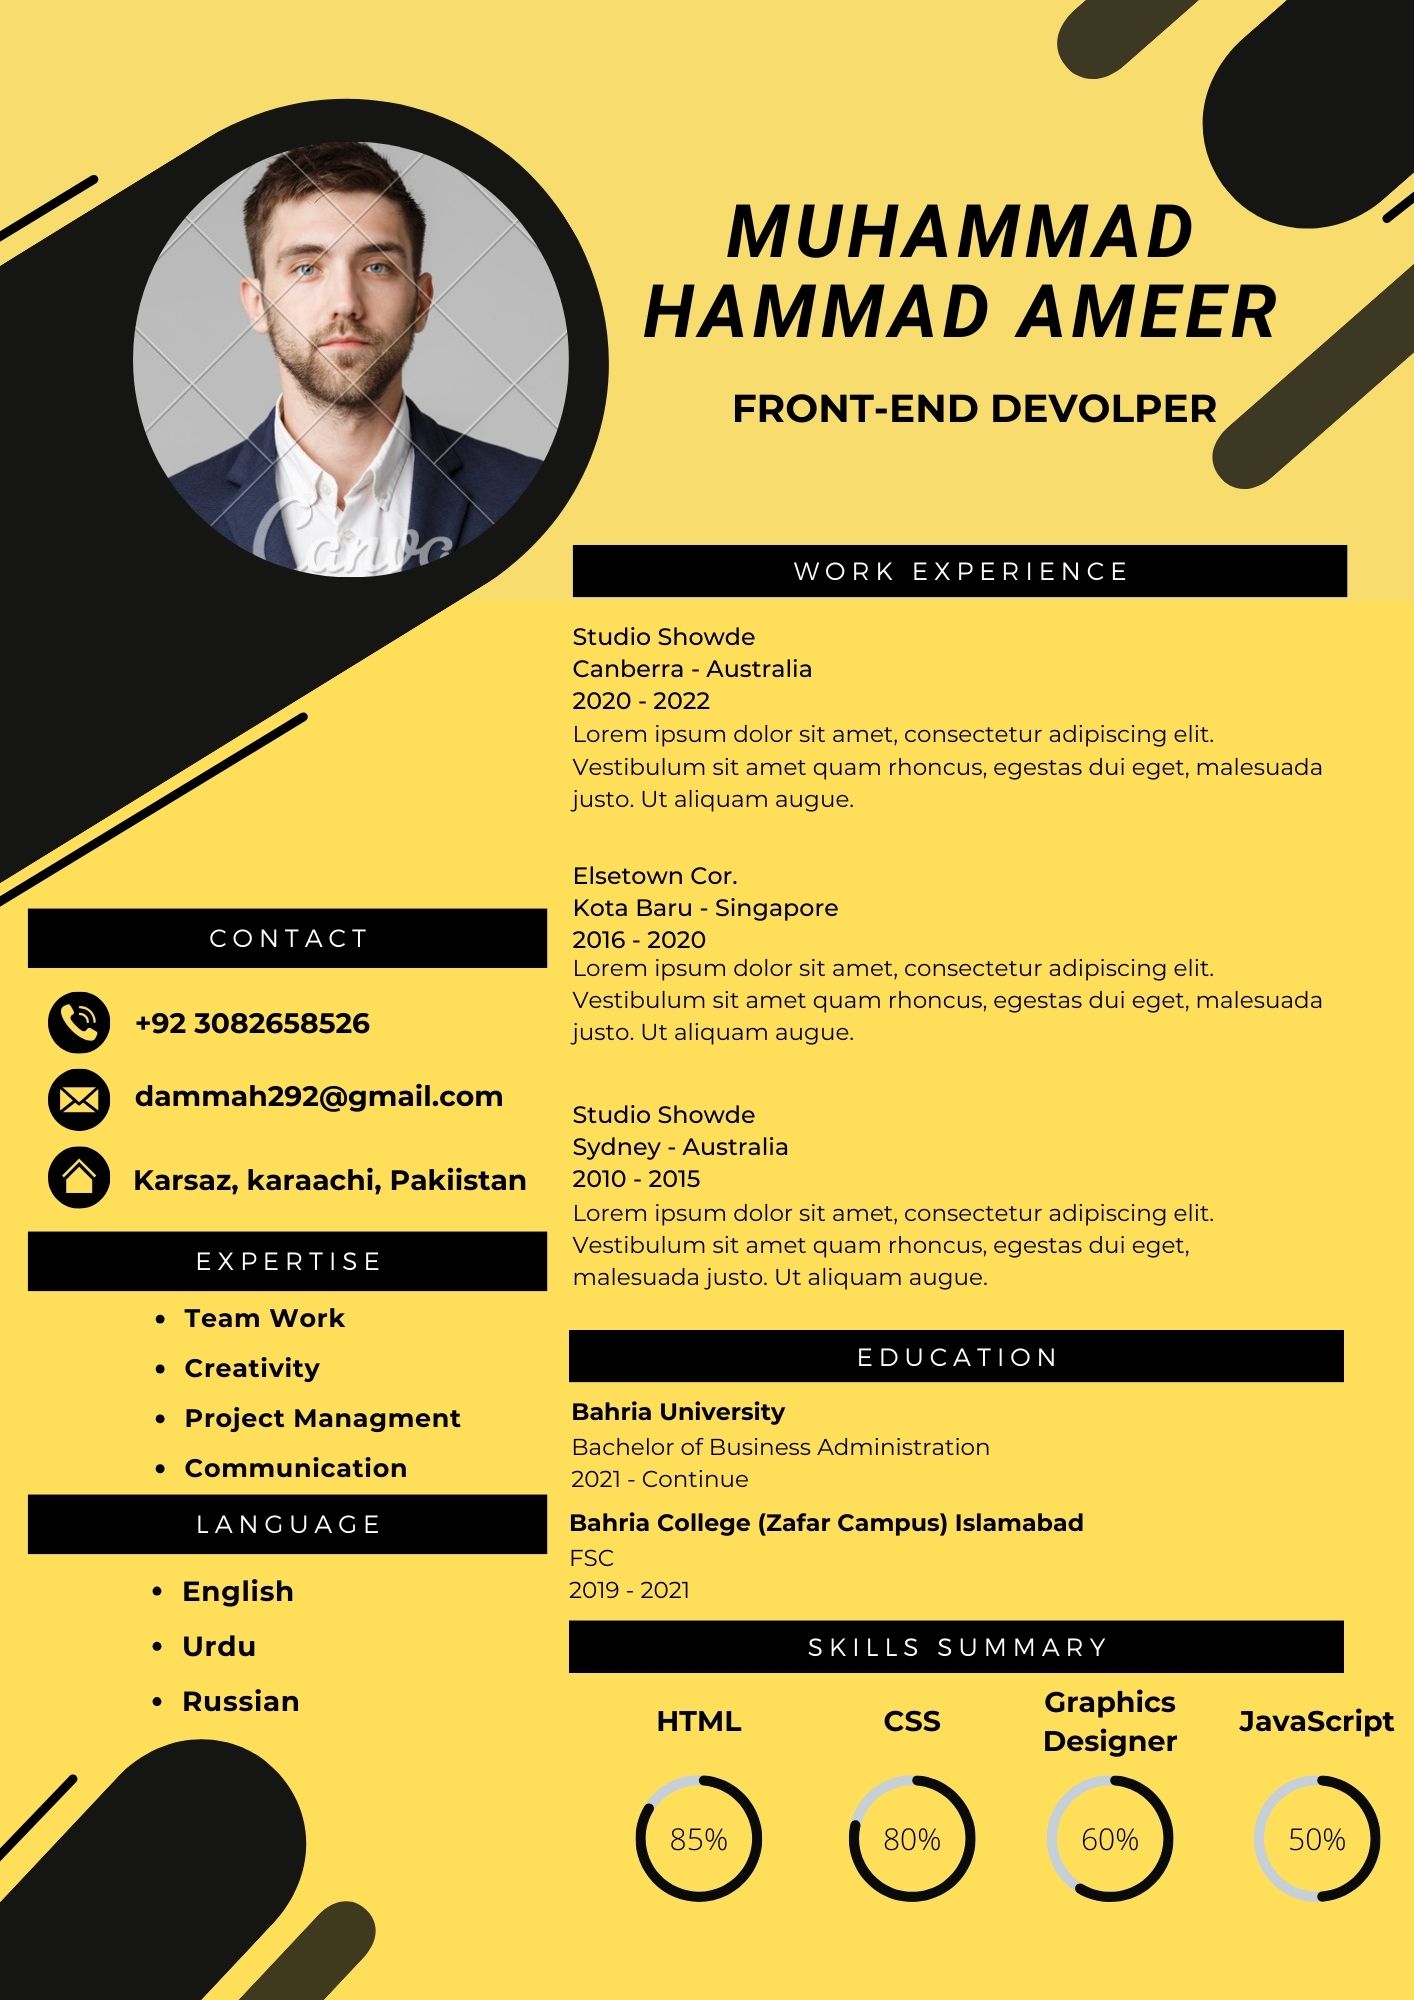 MUHAMMAD
HAMMAD AMEER
FRONT-END DEVOLPER
Canva
WORK EXPERIENCE
Studio Showde
Canberra - Australia
2020 - 2022
Lorem ipsum dolor sit amet, consectetur adipiscing elit.
Vestibulum sit amet quam rhoncus, egestas dui eget, malesuada
justo. Ut aliquam augue.
Elsetown Cor.
Kota Baru - Singapore
2016 - 2020
Lorem ipsum dolor sit amet, consectetur adipiscing elit.
Vestibulum sit amet quam rhoncus, egestas dui eget, malesuada
justo. Ut aliquam augue.
Studio Showde
Sydney - Australia
2010 - 2015
Lorem ipsum dolor sit amet, consectetur adipiscing elit.
Vestibulum sit amet quam rhoncus, egestas dui eget,
malesuada justo. Ut aliquam augue.
CONTACT
+92 3082658526
dammah292@gmail.com
Karsaz, karaachi, Pakiistan
EXPERTISE
• Team Work
• Creativity
• Project Managment
• Communication
LANGUAGE
• English
• Urdu
• Russian
EDUCATION
Bahria University
Bachelor of Business Administration
2021 - Continue
Bahria College (Zafar Campus) Islamabad
FSC
2019 - 2021
SKILLS SUMMARY
HTML
85%
CSS
80%
Graphics
Designer
60%
JavaScript
50%